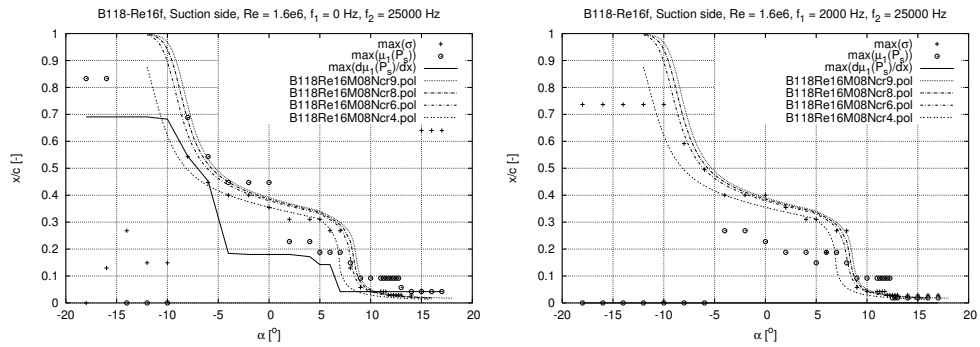 B118-Re16f, Suction side, Re = 1.6e6, f₁ = 0 Hz, f₂ = 25000 Hz
x/c [-]
1
0.9
0.8
0.7
0.6
0.5
0.4
0.3
0.2
0.1
0
-20 -15 -10 -5 0 5 10 15 20
α [°]
max(σ)
max(μ₁(Pₛ))
max(dμ₁(Pₛ)/dx)
B118Re16M08Ncr9.pol
B118Re16M08Ncr8.pol
B118Re16M08Ncr6.pol
B118Re16M08Ncr4.pol
B118-Re16f, Suction side, Re = 1.6e6, f₁ = 2000 Hz, f₂ = 25000 Hz
x/c [-]
1
0.9
0.8
0.7
0.6
0.5
0.4
0.3
0.2
0.1
0
-20 -15 -10 -5 0 5 10 15 20
α [°]
max(σ)
max(μ₁(Pₛ))
max(dμ₁(Pₛ)/dx)
B118Re16M08Ncr9.pol
B118Re16M08Ncr8.pol
B118Re16M08Ncr6.pol
B118Re16M08Ncr4.pol